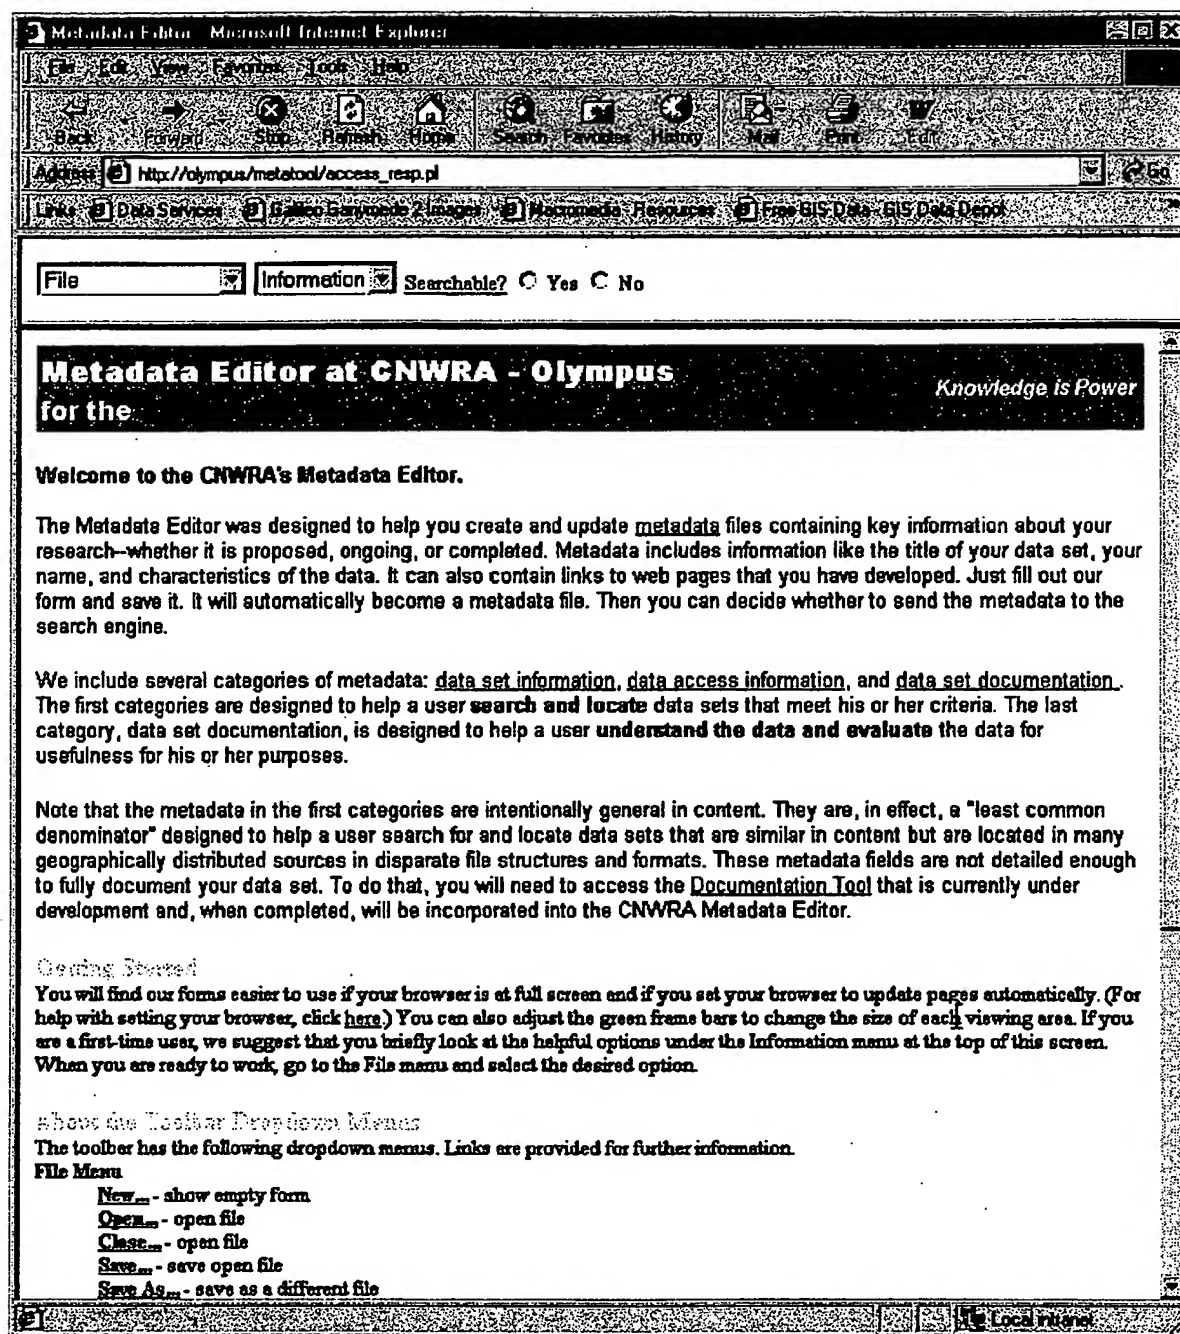 Metadata Editor - Microsoft Internet Explorer
File Edit View Favorites Tools Help
Back Forward Stop Refresh Home Search Favorites History Mail Print Edit
Address http://olympus/metatool/access_resp.pl Go
Links Data Services Galileo Ganymede 2 Images Macromedia - Resources Free GIS Data - GIS Data Depot
File Information Searchable? Yes No
Metadata Editor at CNWRA - Olympus
Knowledge is Power
for the
Welcome to the CNWRA's Metadata Editor.
The Metadata Editor was designed to help you create and update metadata files containing key information about your
research--whether it is proposed, ongoing, or completed. Metadata includes information like the title of your data set, your
name, and characteristics of the data. It can also contain links to web pages that you have developed. Just fill out our
form and save it. It will automatically become a metadata file. Then you can decide whether to send the metadata to the
search engine.
We include several categories of metadata: data set information, data access information, and data set documentation .
The first categories are designed to help a user search and locate data sets that meet his or her criteria. The last
category, data set documentation, is designed to help a user understand the data and evaluate the data for
usefulness for his or her purposes.
Note that the metadata in the first categories are intentionally general in content. They are, in effect, a "least common
denominator" designed to help a user search for and locate data sets that are similar in content but are located in many
geographically distributed sources in disparate file structures and formats. These metadata fields are not detailed enough
to fully document your data set. To do that, you will need to access the Documentation Tool that is currently under
development and, when completed, will be incorporated into the CNWRA Metadata Editor.
Getting Started
You will find our forms easier to use if your browser is at full screen and if you set your browser to update pages automatically. (For
help with setting your browser, click here.) You can also adjust the green frame bars to change the size of each viewing area. If you
are a first-time user, we suggest that you briefly look at the helpful options under the Information menu at the top of this screen.
When you are ready to work, go to the File menu and select the desired option.
About the Toolbar Dropdown Menus
The toolbar has the following dropdown menus. Links are provided for further information.
File Menu
New... - show empty form
Open... - open file
Close... - open file
Save... - save open file
Save As... - save as a different file
Local intranet